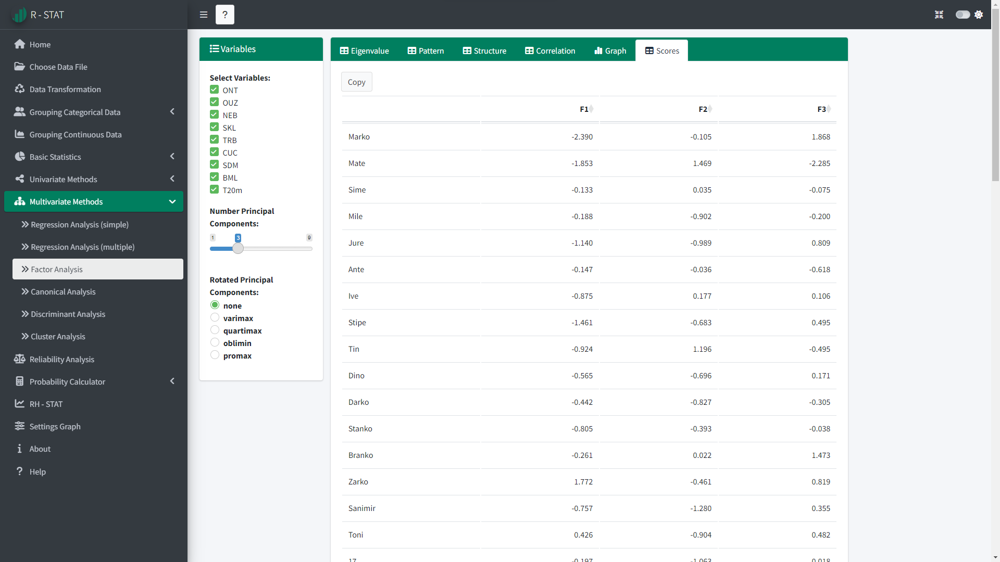 R - STAT
?
Home
Choose Data File
Data Transformation
Grouping Categorical Data
Grouping Continuous Data
Basic Statistics
Univariate Methods
Multivariate Methods
Regression Analysis (simple)
Regression Analysis (multiple)
Factor Analysis
Canonical Analysis
Discriminant Analysis
Cluster Analysis
Reliability Analysis
Probability Calculator
RH - STAT
Settings Graph
About
Help
Variables
Select Variables:
ONT
OUZ
NEB
SKL
TRB
CUC
SDM
BML
T20m
Number Principal
Components:
1 3 9
Rotated Principal
Components:
none
varimax
quartimax
oblimin
promax
Eigenvalue Pattern Structure Correlation Graph Scores
Copy
F1 F2 F3
Marko -2.390 -0.105 1.868
Mate -1.853 1.469 -2.285
Sime -0.133 0.035 -0.075
Mile -0.188 -0.902 -0.200
Jure -1.140 -0.989 0.809
Ante -0.147 -0.036 -0.618
Ive -0.875 0.177 0.106
Stipe -1.461 -0.683 0.495
Tin -0.924 1.196 -0.495
Dino -0.565 -0.696 0.171
Darko -0.442 -0.827 -0.305
Stanko -0.805 -0.393 -0.038
Branko -0.261 0.022 1.473
Zarko 1.772 -0.461 0.819
Sanimir -0.757 -1.280 0.355
Toni 0.426 -0.904 0.482
17 -0.197 -1.063 0.018